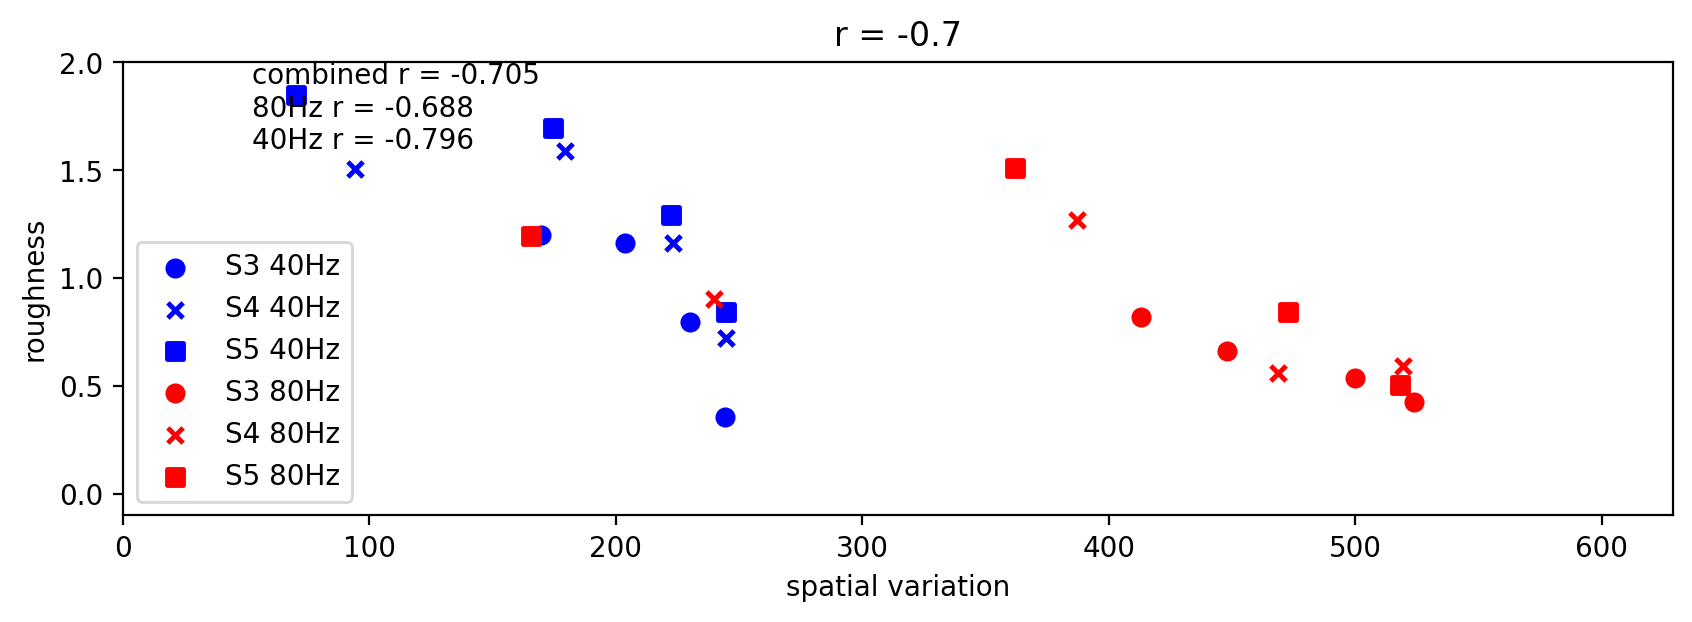 r = -0.7
combined r = -0.705
80Hz r = -0.688
40Hz r = -0.796
2.0
1.5
1.0
0.5
0.0
roughness
S3 40Hz
S4 40Hz
S5 40Hz
S3 80Hz
S4 80Hz
S5 80Hz
0 100 200 300 400 500 600
spatial variation